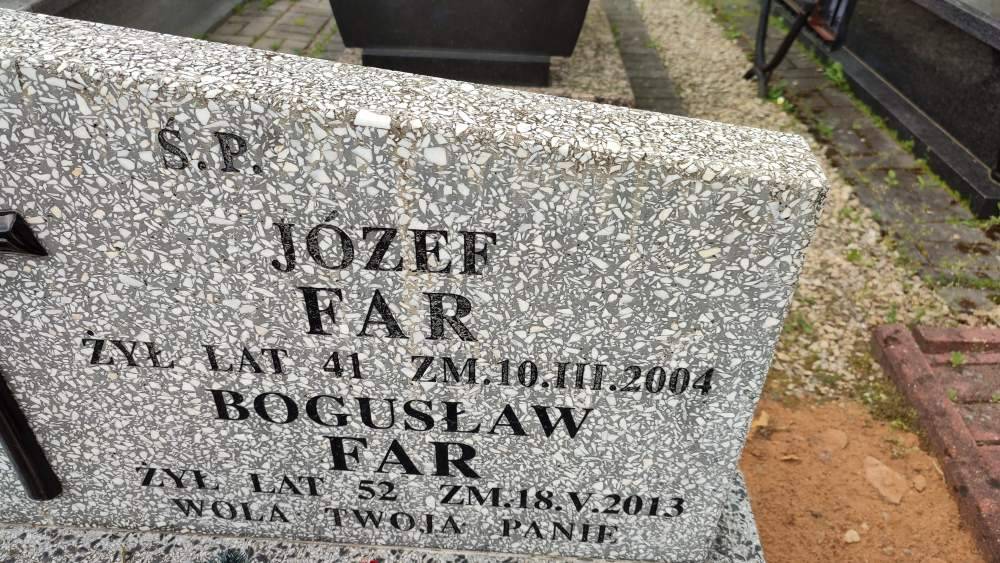 Ś.P.
JÓZEF
FAR
ŻYŁ LAT 41 ZM.10.III.2004
BOGUSŁAW
FAR
ŻYŁ LAT 52 ZM.18.V.2013
WOLA TWOJA PANIE